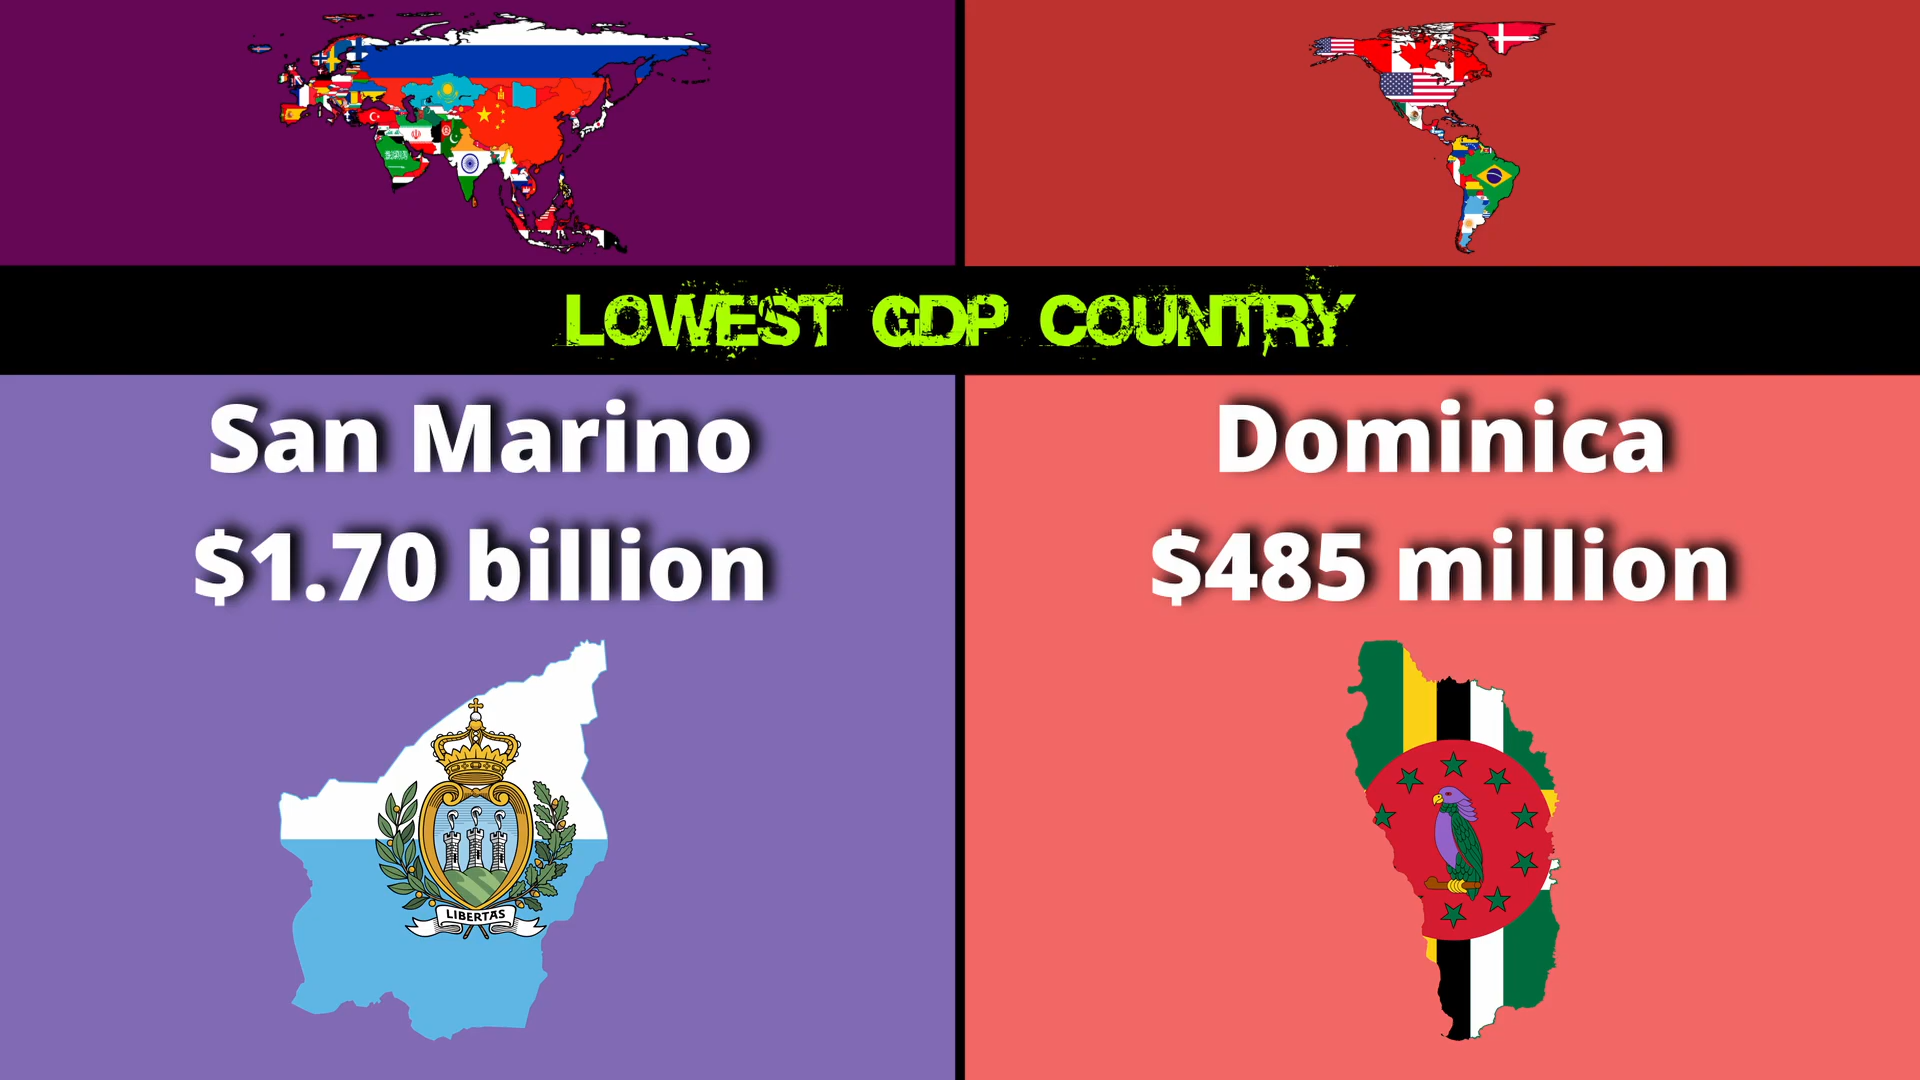 LOWEST GDP COUNTRY
San Marino
$1.70 billion
Dominica
$485 million
LIBERTAS